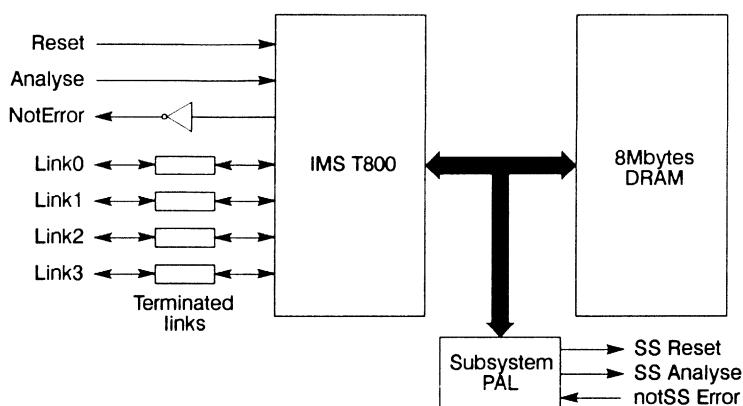 Reset
Analyse
NotError
Link0
Link1
Link2
Link3
Terminated
links
IMS T800
8Mbytes
DRAM
Subsystem
PAL
SS Reset
SS Analyse
notSS Error